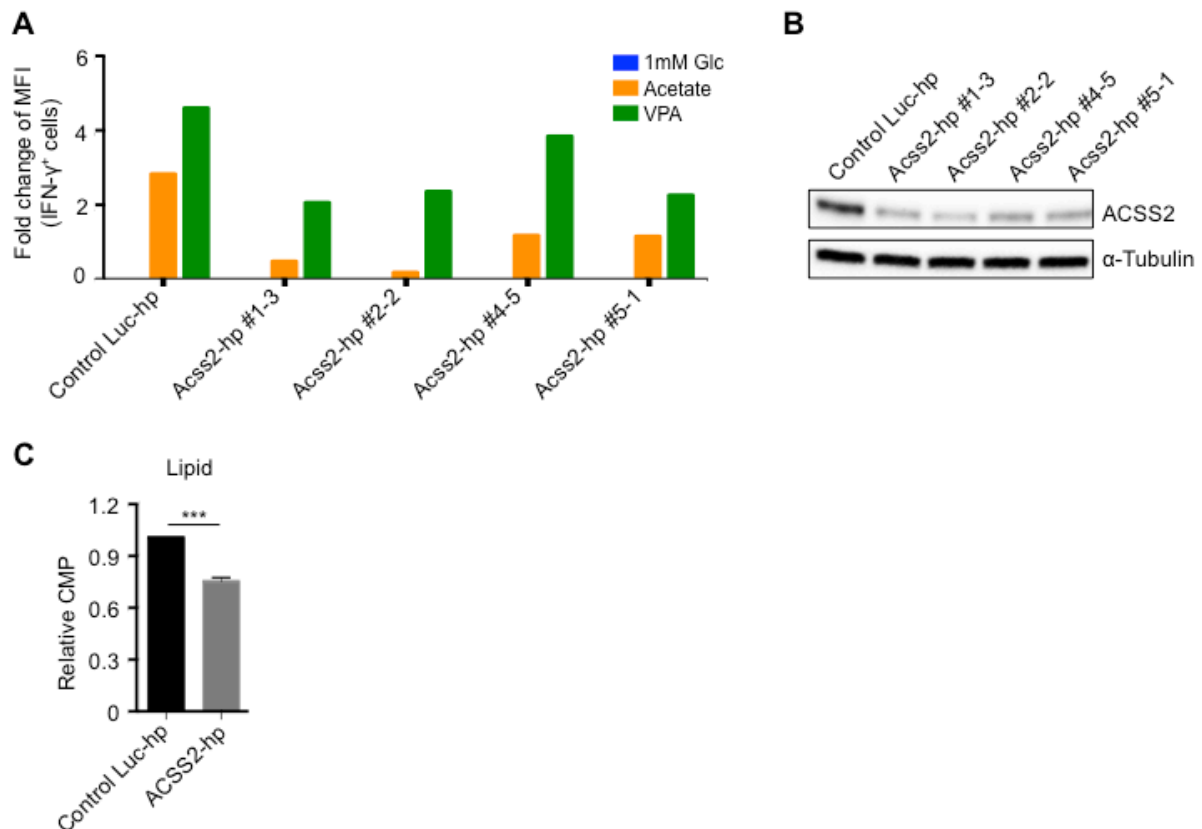 A
Fold change of MFI
(IFN-γ⁺ cells)
6
4
2
0
1mM Glc
Acetate
VPA
Control Luc-hp
Acss2-hp #1-3
Acss2-hp #2-2
Acss2-hp #4-5
Acss2-hp #5-1
B
Control Luc-hp
Acss2-hp #1-3
Acss2-hp #2-2
Acss2-hp #4-5
Acss2-hp #5-1
ACSS2
α-Tubulin
C
Lipid
Relative CMP
1.2
0.9
0.6
0.3
0
***
Control Luc-hp
ACSS2-hp